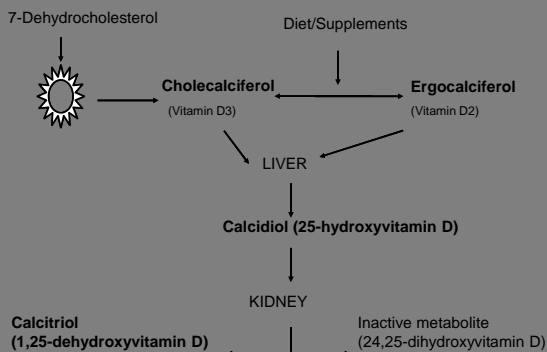 7-Dehydrocholesterol
Diet/Supplements
Cholecalciferol
(Vitamin D3)
Ergocalciferol
(Vitamin D2)
LIVER
Calcidiol (25-hydroxyvitamin D)
KIDNEY
Calcitriol
(1,25-dehydroxyvitamin D)
Inactive metabolite
(24,25-dihydroxyvitamin D)